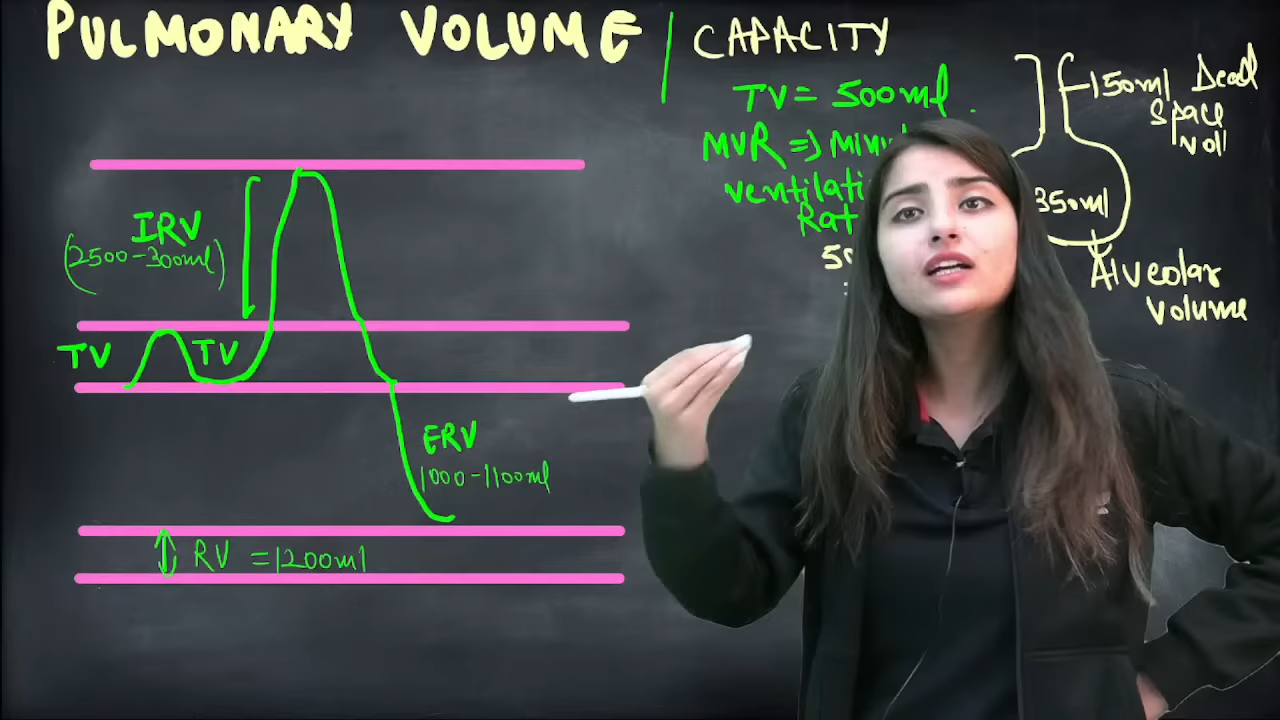 PULMONARY VOLUME / CAPACITY
TV = 500ml.
MVR =>
Ventilati
Rat
50
IRV
(2500-300ml)
TV TV
ERV
1000-1100ml
RV = 1200ml
150ml Dead
space
Vol
350ml
Alveolar
Volume